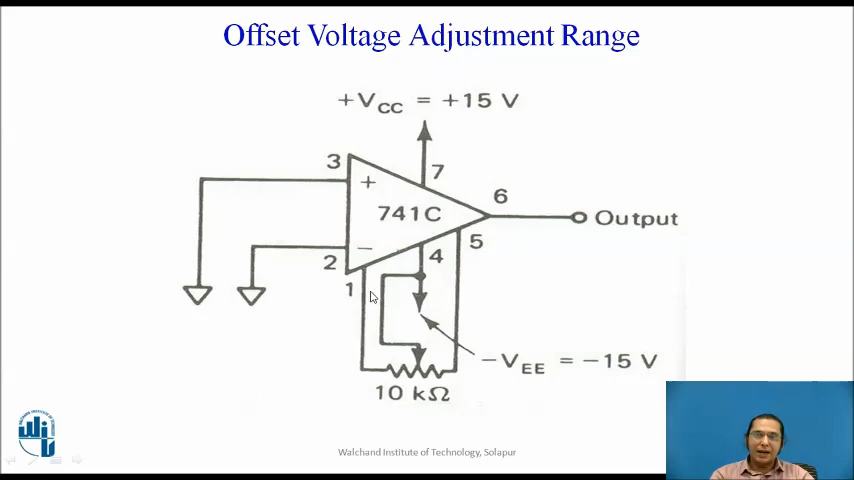 Offset Voltage Adjustment Range
+VCC = +15 V
3
7
+
741C
6
Output
5
−
2
4
1
−VEE = −15 V
10 kΩ
Walchand Institute of Technology, Solapur